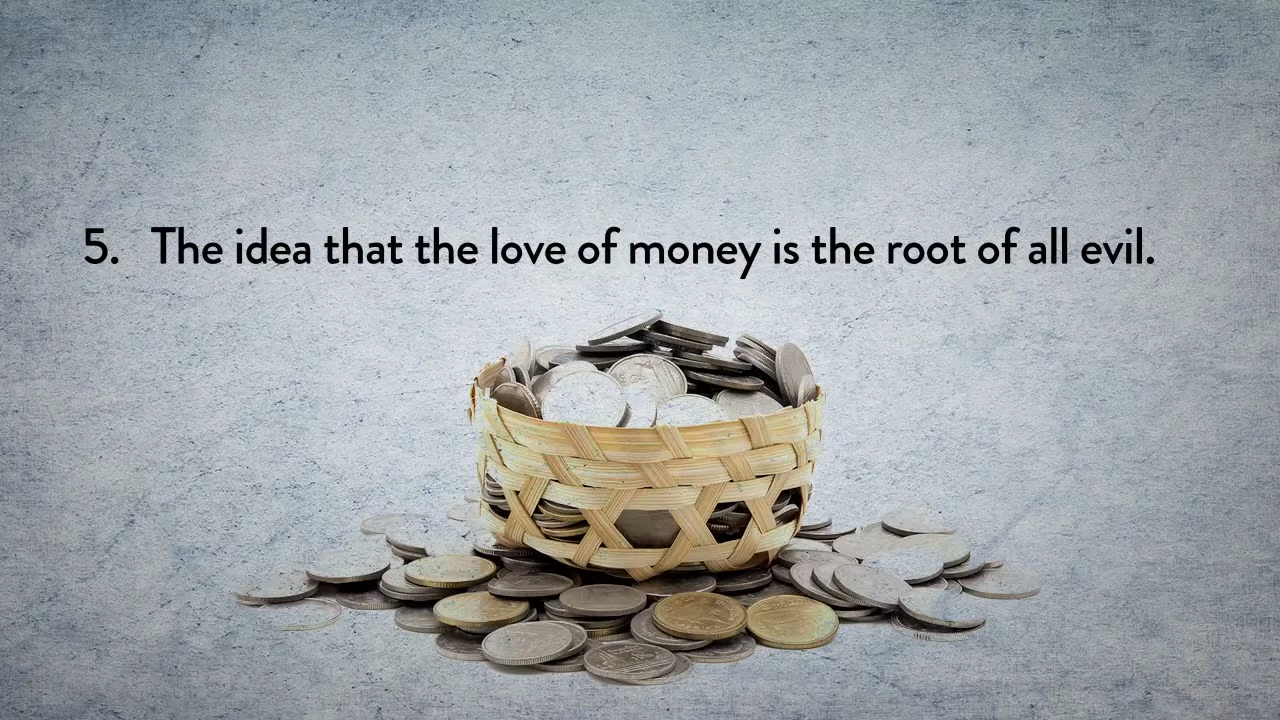 5. The idea that the love of money is the root of all evil.